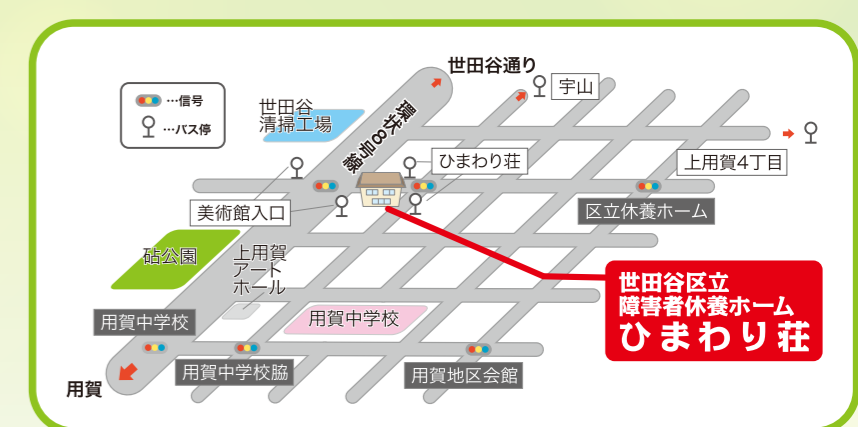 世田谷通り
宇山
…信号
…バス停
世田谷
清掃工場
環状8号線
ひまわり荘
上用賀4丁目
美術館入口
区立休養ホーム
砧公園
上用賀
アート
ホール
世田谷区立
障害者休養ホーム
ひまわり荘
用賀中学校
用賀中学校
用賀中学校脇
用賀地区会館
用賀